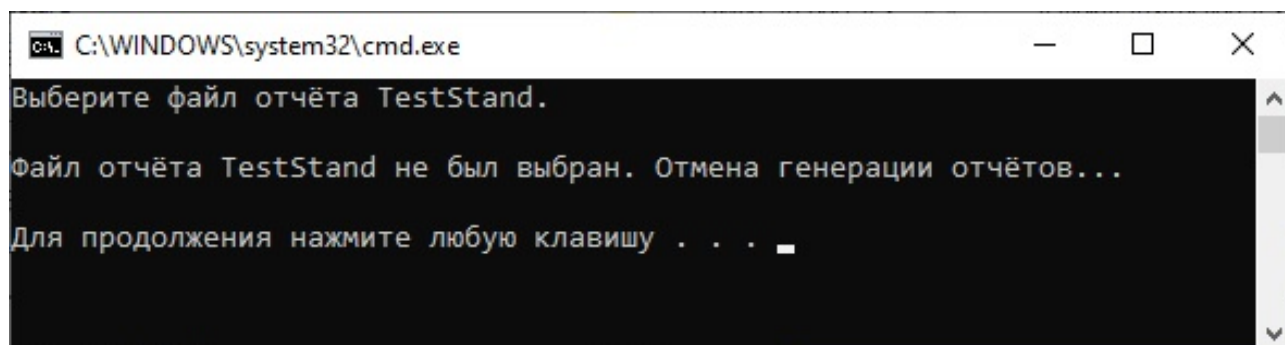 C:\WINDOWS\system32\cmd.exe
Выберите файл отчёта TestStand.
Файл отчёта TestStand не был выбран. Отмена генерации отчётов...
Для продолжения нажмите любую клавишу . . .